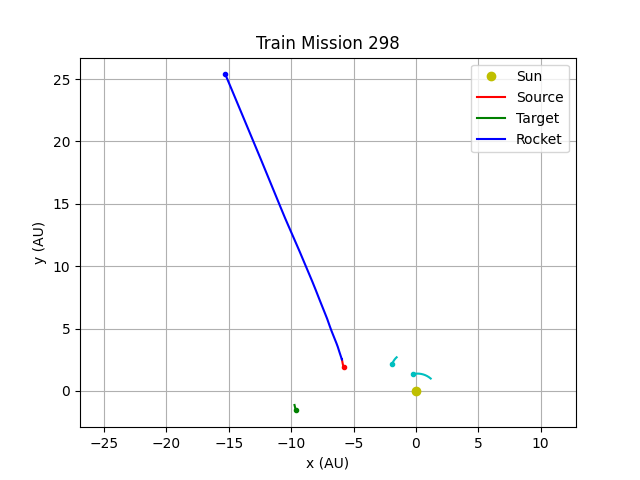 Train Mission 298
Sun
Source
Target
Rocket
25
20
15
10
5
0
−25 −20 −15 −10 −5 0 5 10
x (AU)
y (AU)